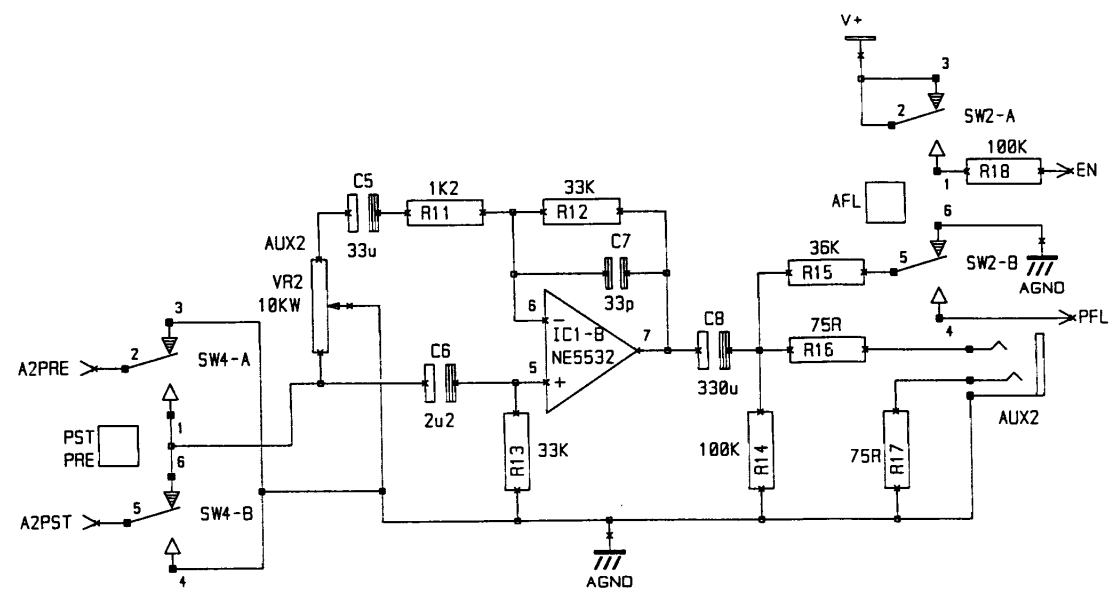 V+
3
2
SW2-A
100K
R18
EN
1
AFL
6
5
SW2-B
AGND
4
PFL
C5
33u
1K2
R11
33K
R12
C7
33p
36K
R15
AUX2
VR2
10KW
6
-
IC1-B
NE5532
7
5
+
C8
330u
75R
R16
3
2
SW4-A
A2PRE
1
C6
2u2
R13
33K
100K
R14
75R
R17
AUX2
PST
PRE
6
5
SW4-B
A2PST
4
AGND